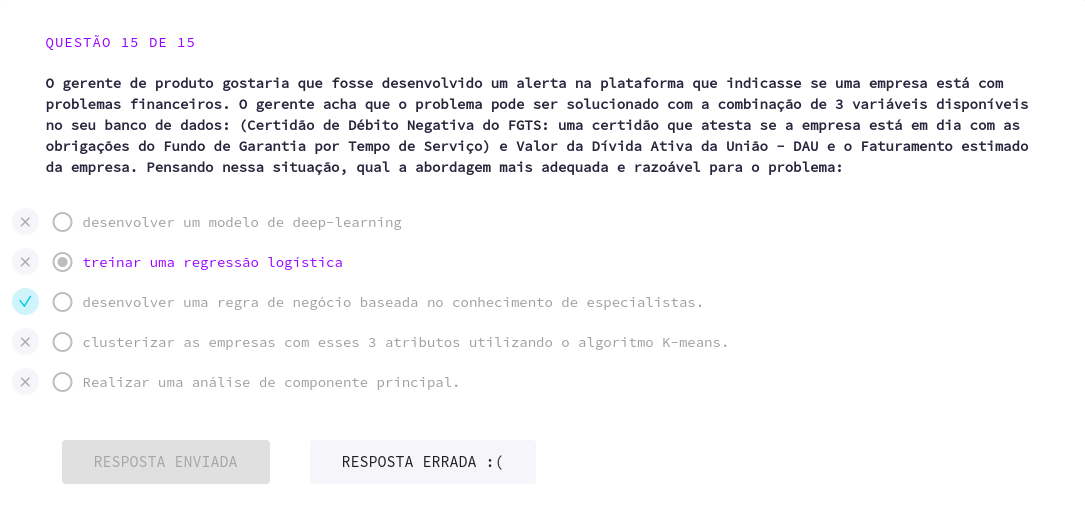 QUESTÃO 15 DE 15
O gerente de produto gostaria que fosse desenvolvido um alerta na plataforma que indicasse se uma empresa está com
problemas financeiros. O gerente acha que o problema pode ser solucionado com a combinação de 3 variáveis disponíveis
no seu banco de dados: (Certidão de Débito Negativa do FGTS: uma certidão que atesta se a empresa está em dia com as
obrigações do Fundo de Garantia por Tempo de Serviço) e Valor da Dívida Ativa da União – DAU e o Faturamento estimado
da empresa. Pensando nessa situação, qual a abordagem mais adequada e razoável para o problema:
desenvolver um modelo de deep-learning
treinar uma regressão logística
desenvolver uma regra de negócio baseada no conhecimento de especialistas.
clusterizar as empresas com esses 3 atributos utilizando o algoritmo K-means.
Realizar uma análise de componente principal.
RESPOSTA ENVIADA RESPOSTA ERRADA :(